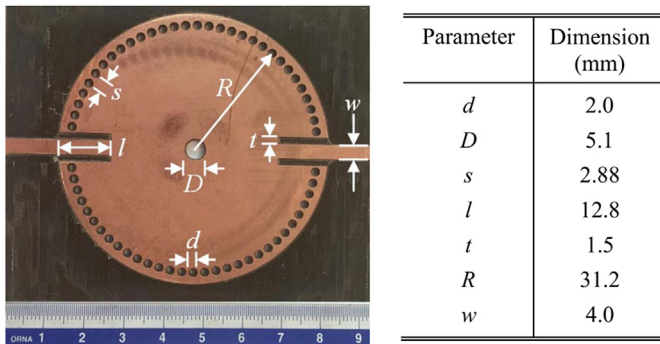 s
R
l
t
w
D
d
ORNA 1 2 3 4 5 6 7 8 9
Parameter Dimension
(mm)
d 2.0
D 5.1
s 2.88
l 12.8
t 1.5
R 31.2
w 4.0